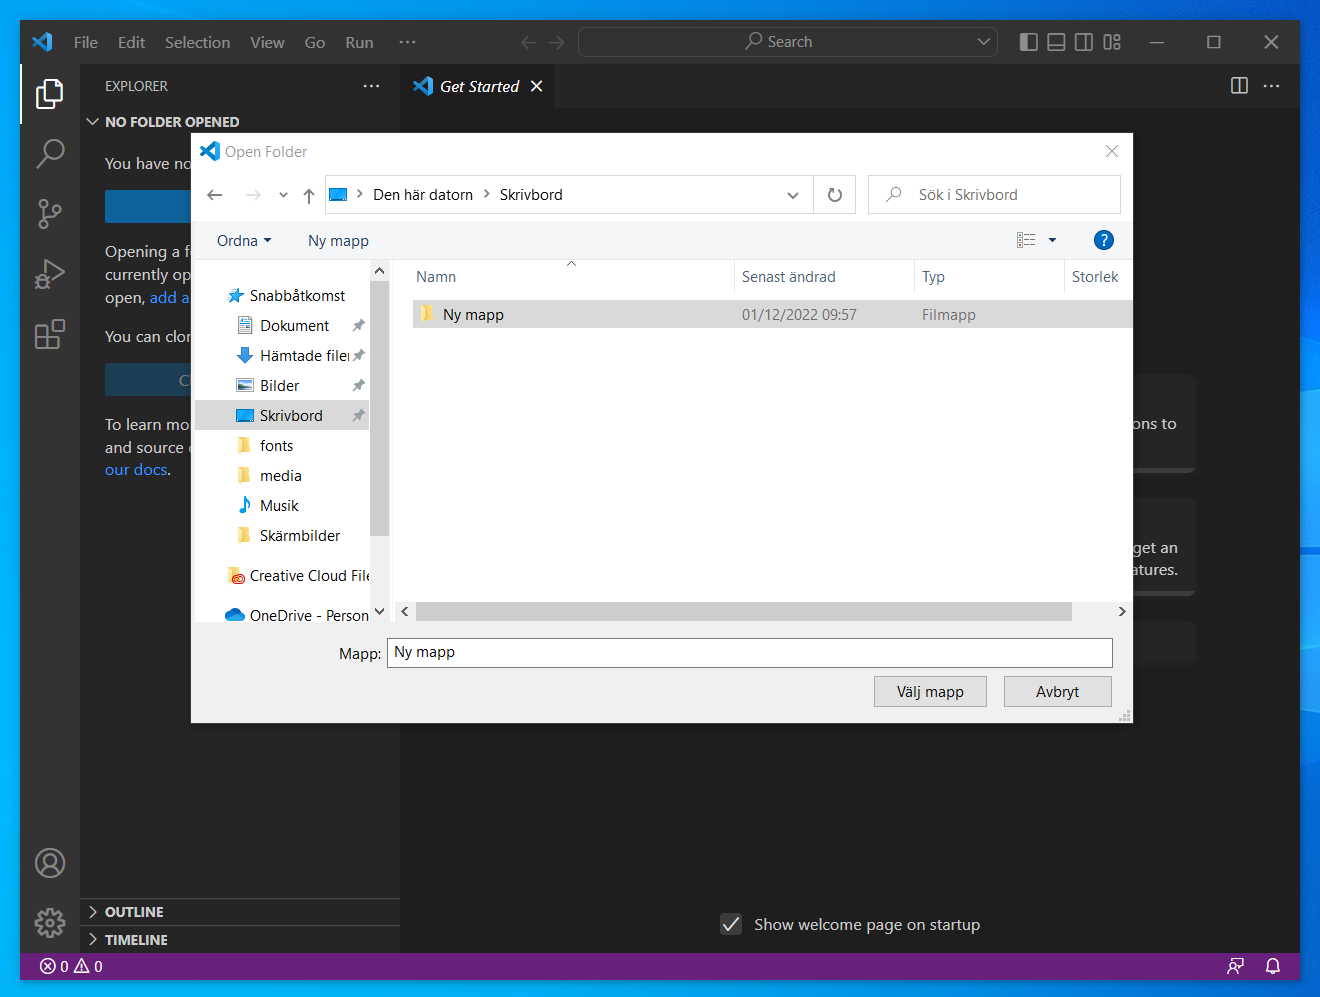 File Edit Selection View Go Run ··· Search
EXPLORER ···
Get Started
NO FOLDER OPENED
You have no
Opening a f
currently op
open, add a
You can clor
C
To learn mo
and source
our docs.
Open Folder
Den här datorn > Skrivbord
Sök i Skrivbord
Ordna Ny mapp
Snabbåtkomst
Dokument
Hämtade filer
Bilder
Skrivbord
fonts
media
Musik
Skärmbilder
Creative Cloud File
OneDrive - Person
Namn Senast ändrad Typ Storlek
Ny mapp 01/12/2022 09:57 Filmapp
Mapp: Ny mapp
Välj mapp Avbryt
ons to
get an
atures.
OUTLINE
TIMELINE
Show welcome page on startup
0 0